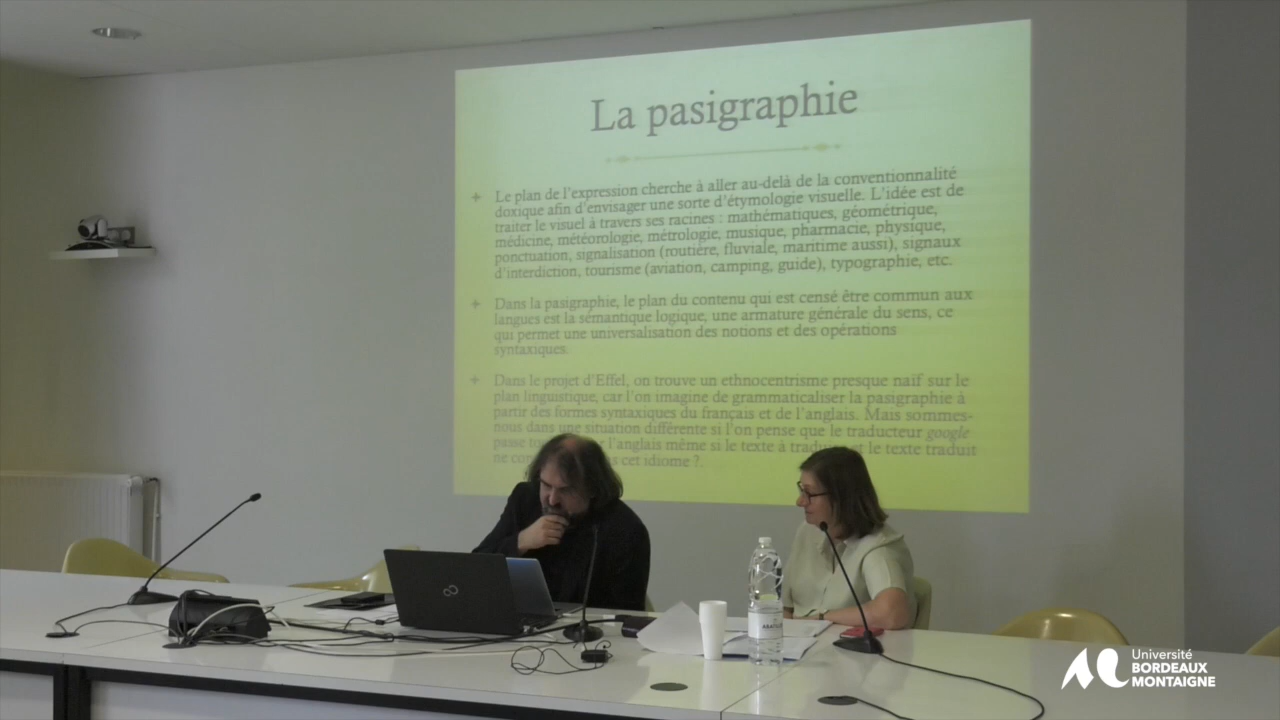 La pasigraphie
Le plan de l'expression cherche à aller au-delà de la conventionnalité
doxique afin d'envisager une sorte d'étymologie visuelle. L'idée est de
traiter le visuel à travers ses racines : mathématiques, géométrique,
médicine, météorologie, métrologie, musique, pharmacie, physique,
ponctuation, signalisation (routière, fluviale, maritime aussi), signaux
d'interdiction, tourisme (aviation, camping, guide), typographie, etc.
Dans la pasigraphie, le plan du contenu qui est censé être commun aux
langues est la sémantique logique, une armature générale du sens, ce
qui permet une universalisation des notions et des opérations
syntaxiques.
Dans le projet d'Effel, on trouve un ethnocentrisme presque naïf sur le
plan linguistique, car l'on imagine de grammaticaliser la pasigraphie à
partir des formes syntaxiques du français et de l'anglais. Mais sommes-
nous dans une situation différente si l'on pense que le traducteur google
passe l'anglais même si le texte à traduire et le texte traduit
ne cet idiome ?
Université
BORDEAUX
MONTAIGNE